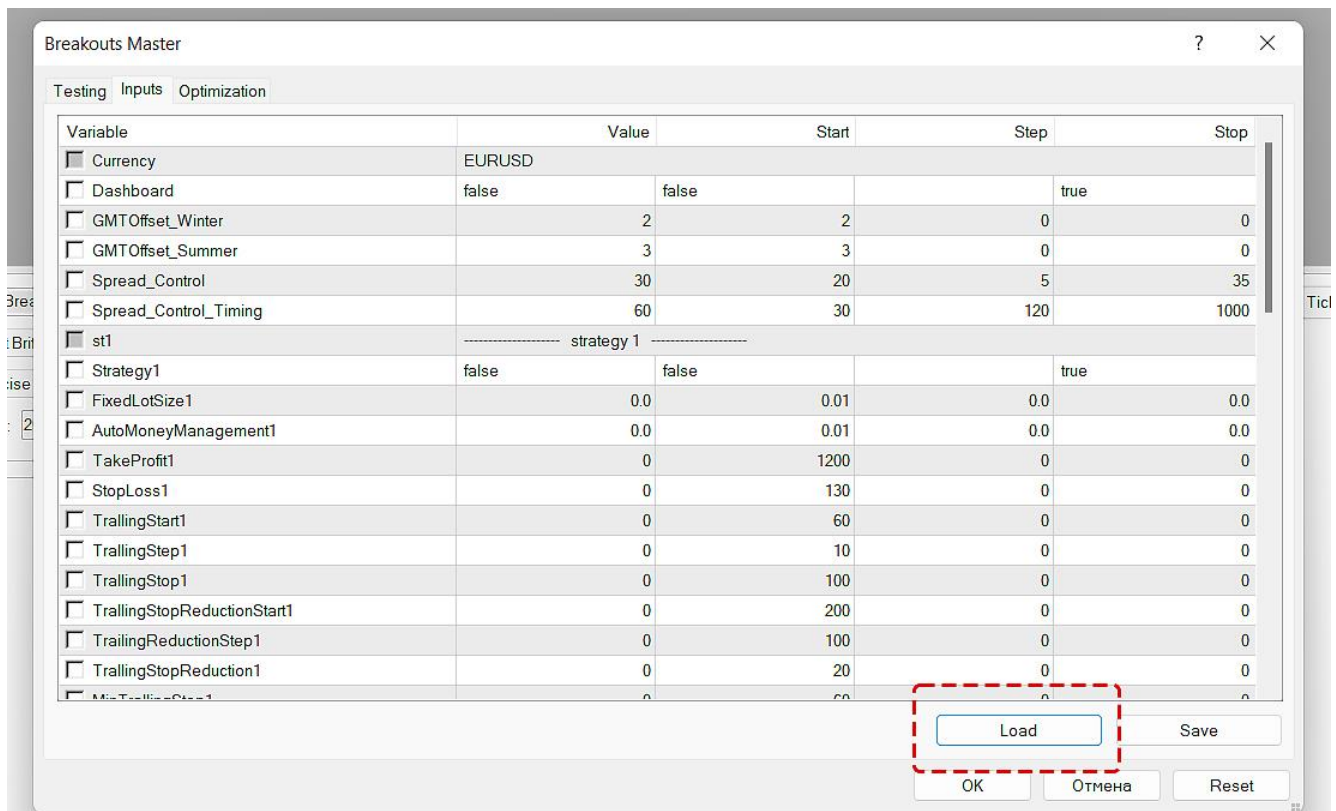 Breakouts Master ?
Testing Inputs Optimization
Variable Value Start Step Stop
Currency EURUSD
Dashboard false false true
GMTOffset_Winter 2 2 0 0
GMTOffset_Summer 3 3 0 0
Spread_Control 30 20 5 35
Spread_Control_Timing 60 30 120 1000
st1 -------------------- strategy 1 --------------------
Strategy1 false false true
FixedLotSize1 0.0 0.01 0.0 0.0
AutoMoneyManagement1 0.0 0.01 0.0 0.0
TakeProfit1 0 1200 0 0
StopLoss1 0 130 0 0
TrallingStart1 0 60 0 0
TrallingStep1 0 10 0 0
TrallingStop1 0 100 0 0
TrallingStopReductionStart1 0 200 0 0
TrailingReductionStep1 0 100 0 0
TrallingStopReduction1 0 20 0 0
Load Save
OK Отмена Reset